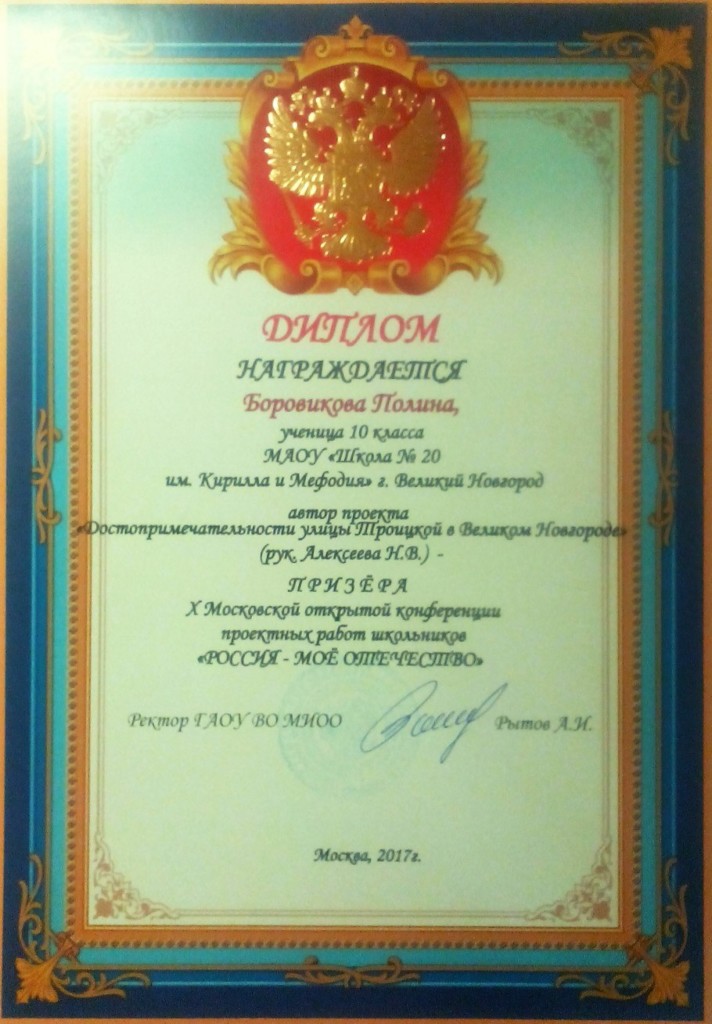 ДИПЛОМ
НАГРАЖДАЕТСЯ
Боровикова Полина,
ученица 10 класса
МАОУ «Школа № 20
им. Кирилла и Мефодия» г. Великий Новгород
автор проекта
«Достопримечательности улицы Троицкой в Великом Новгороде»
(рук. Алексеева Н.В.) -
ПРИЗЁРА
X Московской открытой конференции
проектных работ школьников
«РОССИЯ - МОЁ ОТЕЧЕСТВО»
Ректор ГАОУ ВО МИОО Рытов А.И.
Москва, 2017г.